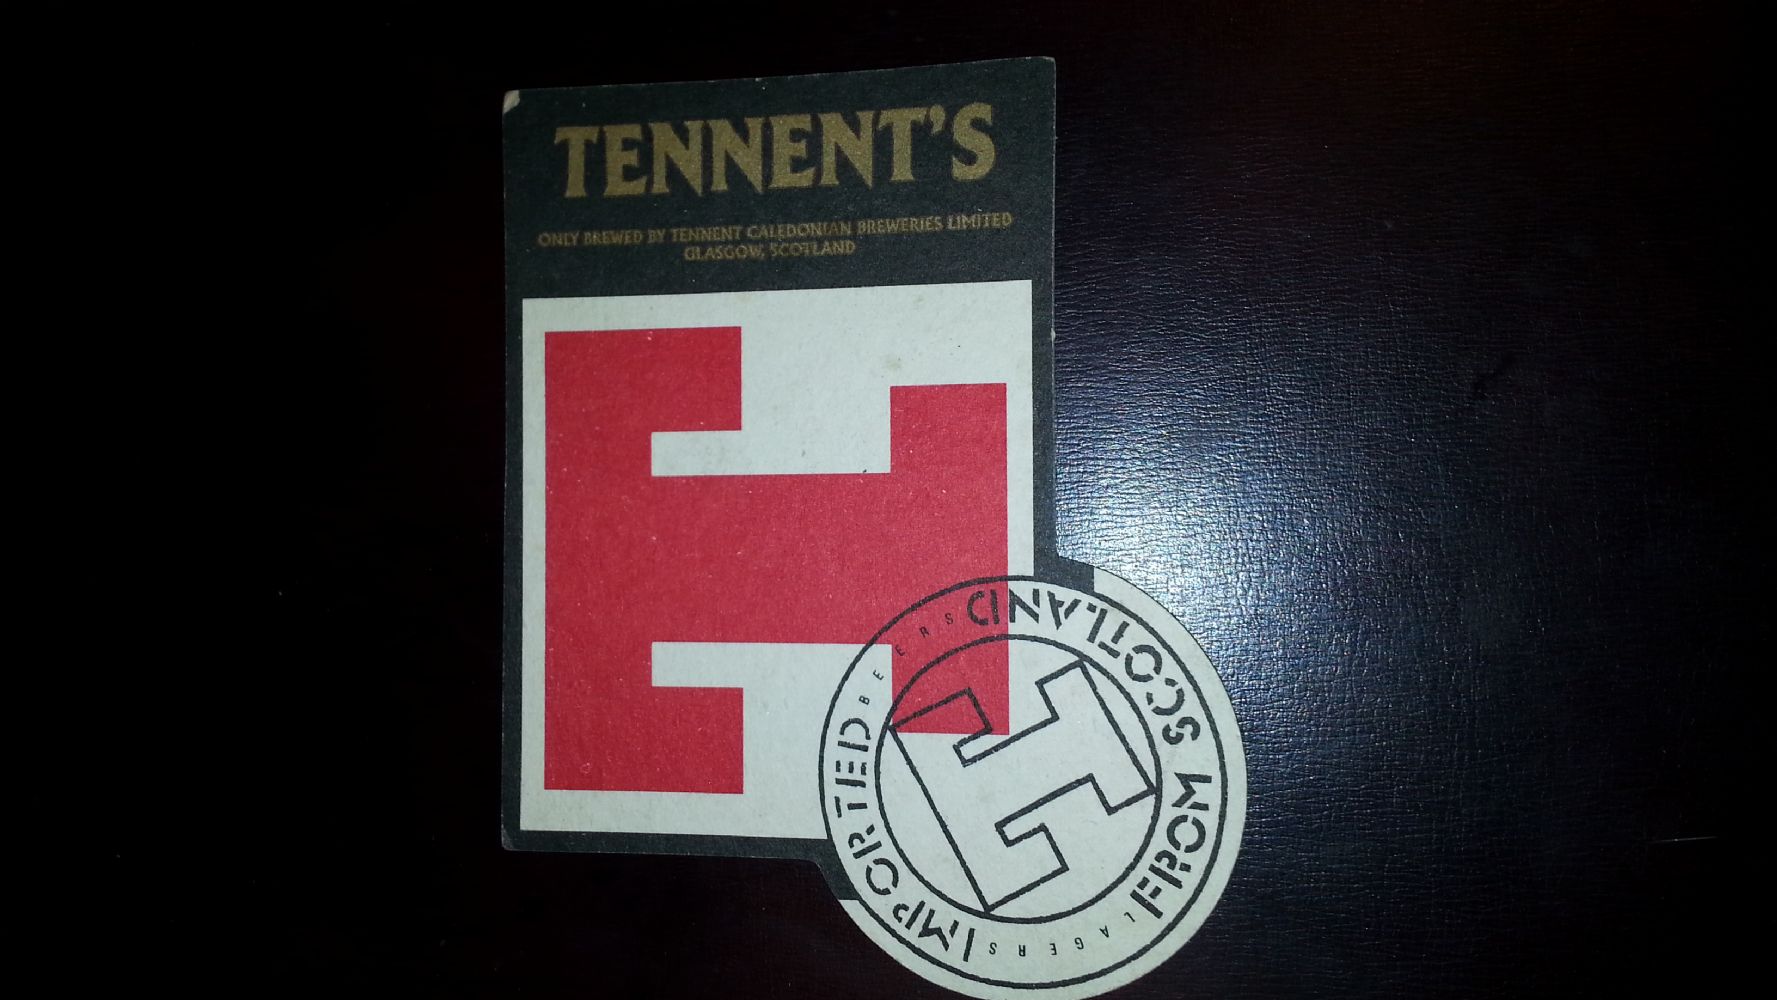 TENNENT'S
ONLY BREWED BY TENNENT CALEDONIAN BREWERIES LIMITED
GLASGOW, SCOTLAND
IMPORTED FROM SCOTLAND
BEERS
LAGERS